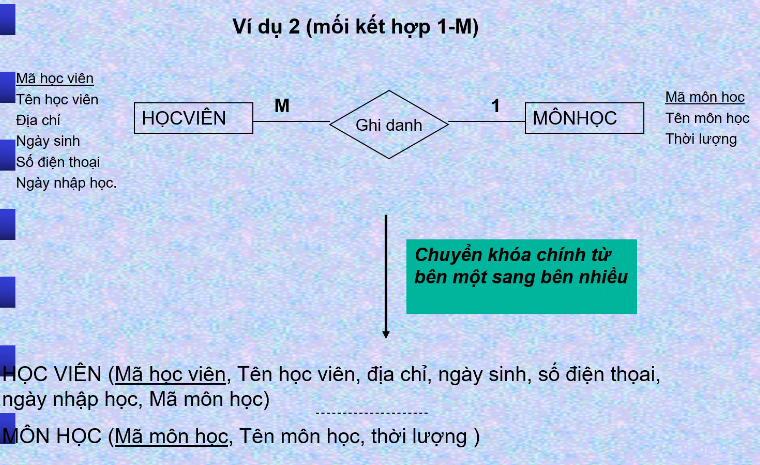 Ví dụ 2 (mối kết hợp 1-M)
Mã học viên
Tên học viên
Địa chí
Ngày sinh
Số điện thoại
Ngày nhập học.
HỌCVIÊN
M
Ghi danh
1
MÔNHỌC
Mã môn hoc
Tên môn học
Thời lượng
Chuyển khóa chính từ
bên một sang bên nhiều
HỌC VIÊN (Mã học viên, Tên học viên, địa chỉ, ngày sinh, số điện thọai,
ngày nhập học, Mã môn học)
MÔN HỌC (Mã môn học, Tên môn học, thời lượng )